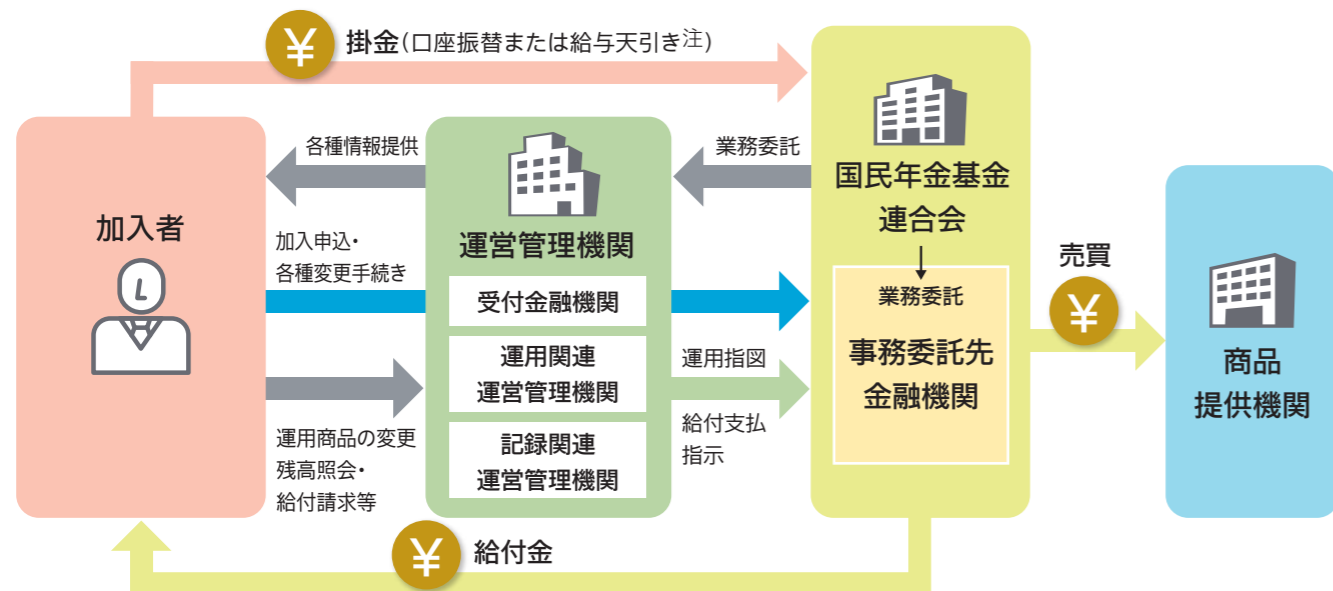 ¥
掛金(口座振替または給与天引き注)
加入者
L
各種情報提供
加入申込・
各種変更手続き
運用商品の変更
残高照会・
給付請求等
運営管理機関
受付金融機関
運用関連
運営管理機関
記録関連
運営管理機関
業務委託
運用指図
給付支払
指示
国民年金基金
連合会
業務委託
事務委託先
金融機関
売買
¥
商品
提供機関
¥
給付金